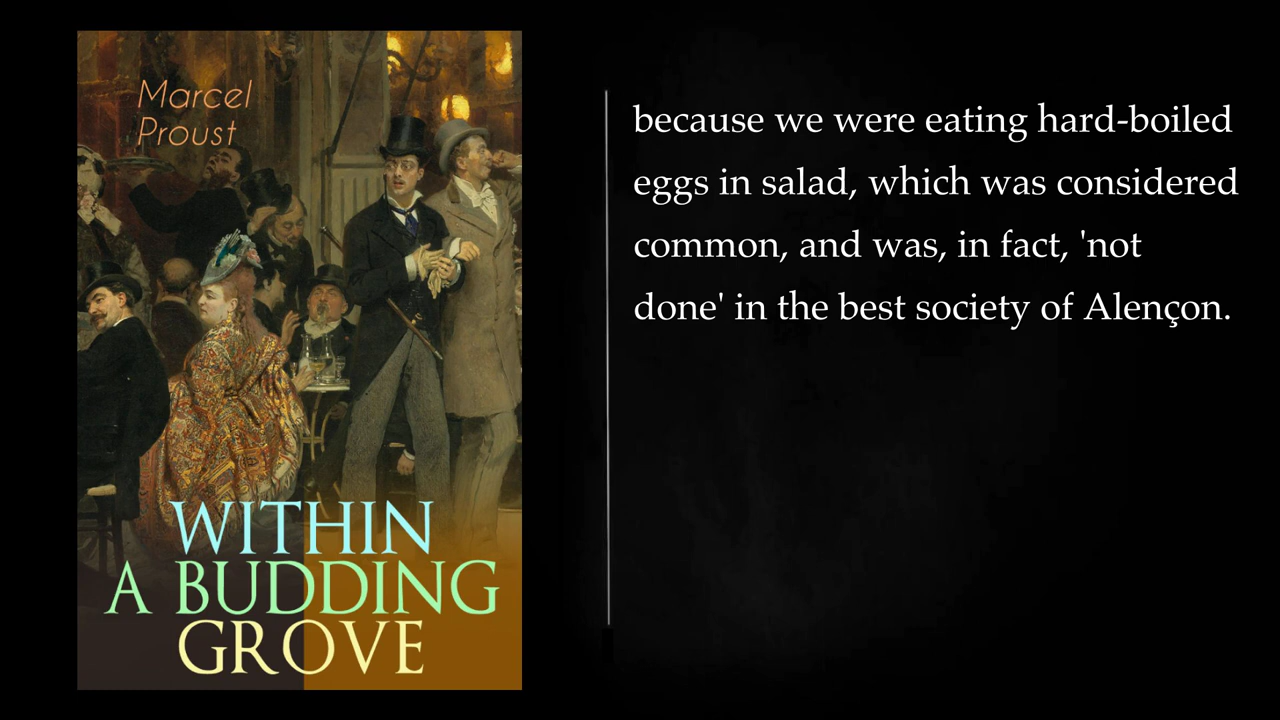 Marcel
Proust
WITHIN
A BUDDING
GROVE
because we were eating hard-boiled
eggs in salad, which was considered
common, and was, in fact, 'not
done' in the best society of Alençon.